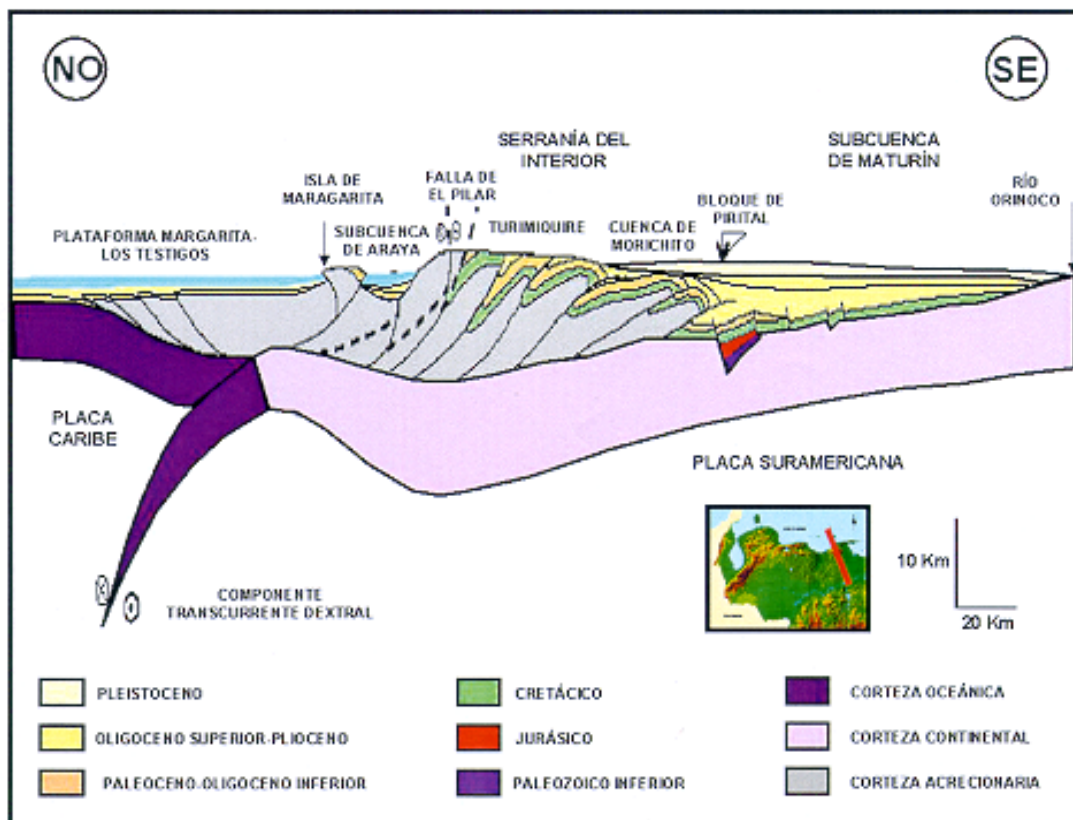 NO
SE
SERRANÍA DEL
INTERIOR
SUBCUENCA
DE MATURÍN
ISLA DE
MARAGARITA
FALLA DE
EL PILAR
BLOQUE DE
PIRITAL
RÍO
ORINOCO
PLATAFORMA MARGARITA-
LOS TESTIGOS
SUBCUENCA
DE ARAYA
TURIMIQUIRE
CUENCA DE
MORICHITO
PLACA
CARIBE
PLACA SURAMERICANA
COMPONENTE
TRANSCURRENTE DEXTRAL
10 Km
20 Km
PLEISTOCENO
CRETÁCICO
CORTEZA OCEÁNICA
OLIGOCENO SUPERIOR-PLIOCENO
JURÁSICO
CORTEZA CONTINENTAL
PALEOCENO-OLIGOCENO INFERIOR
PALEOZOICO INFERIOR
CORTEZA ACRECIONARIA